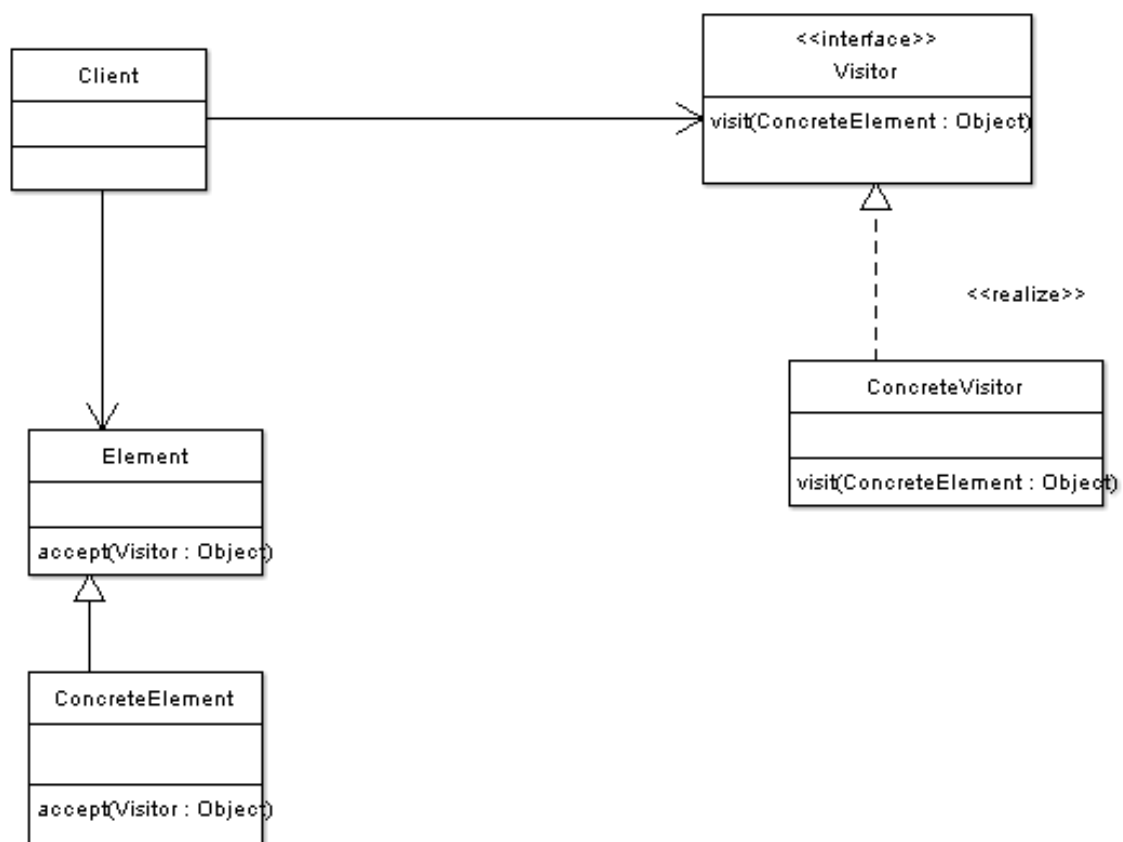 Client
<<interface>>
Visitor
visit(ConcreteElement : Object)
<<realize>>
ConcreteVisitor
visit(ConcreteElement : Object)
Element
accept(Visitor : Object)
ConcreteElement
accept(Visitor : Object)